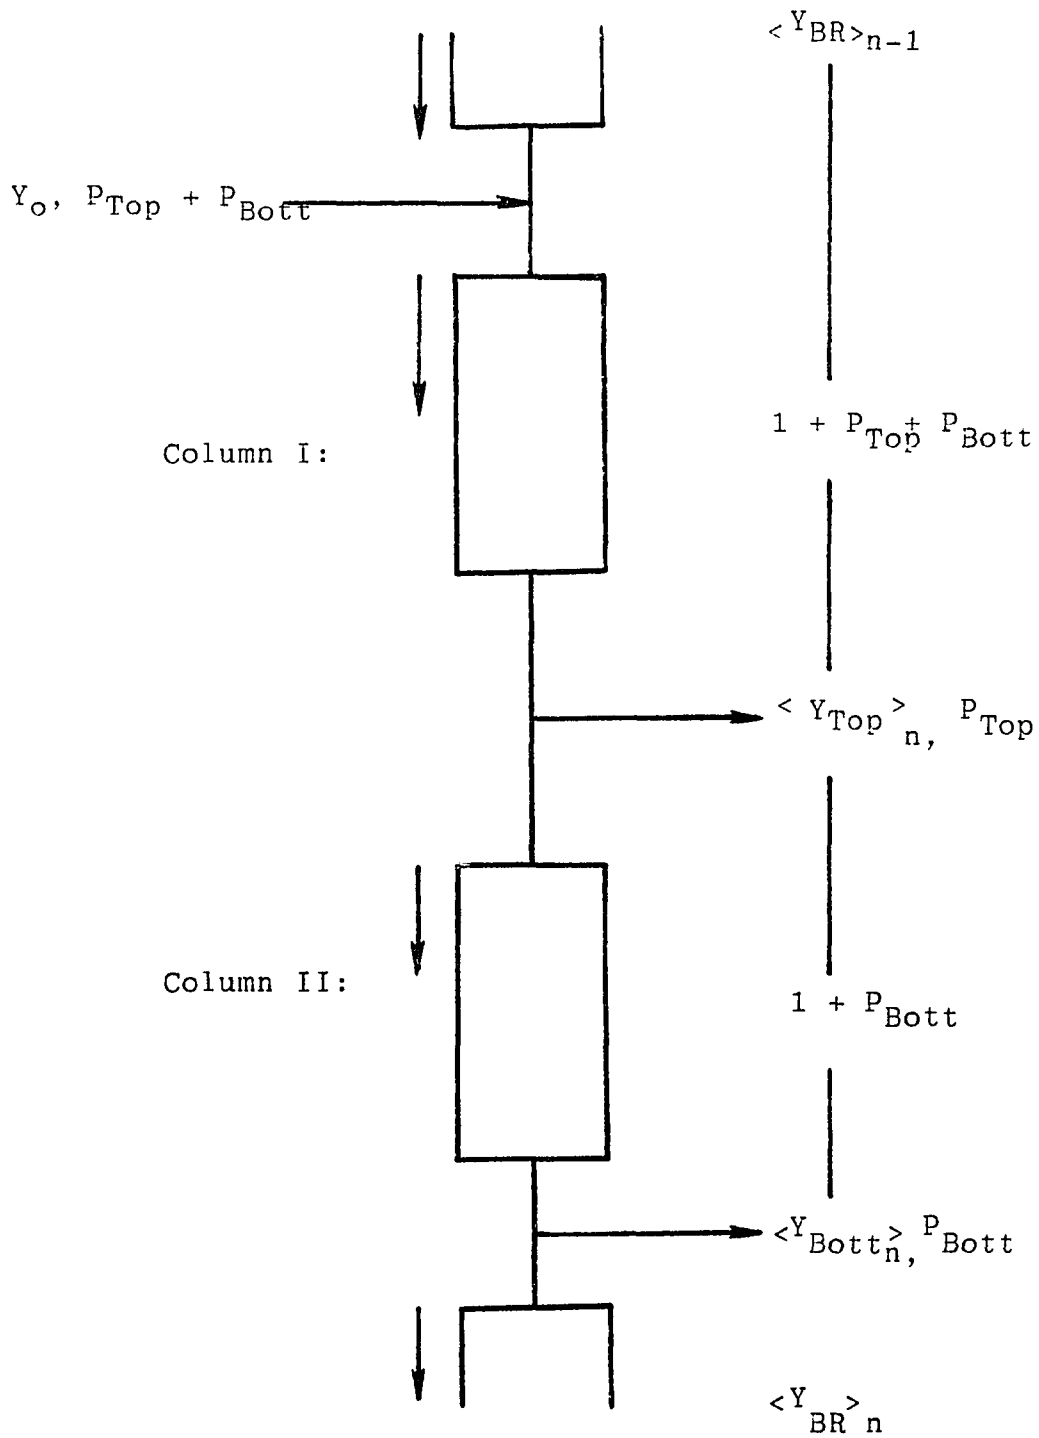 <Y_BR>_n-1
Y_o, P_Top + P_Bott
1 + P_Top + P_Bott
Column I:
<Y_Top>_n, P_Top
Column II:
1 + P_Bott
<Y_Bott>_n, P_Bott
<Y_BR>_n